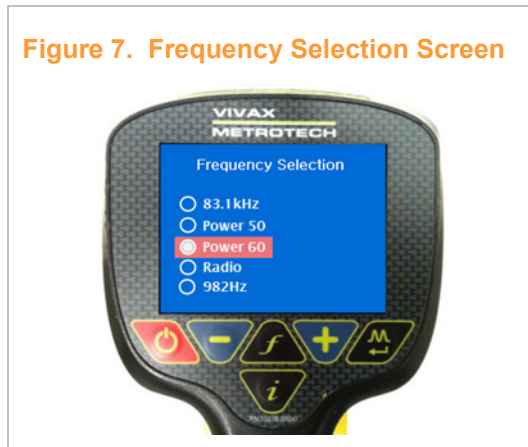 Figure 7.  Frequency Selection Screen
VIVAX
METROTECH
Frequency Selection
83.1kHz
Power 50
Power 60
Radio
982Hz
f
i